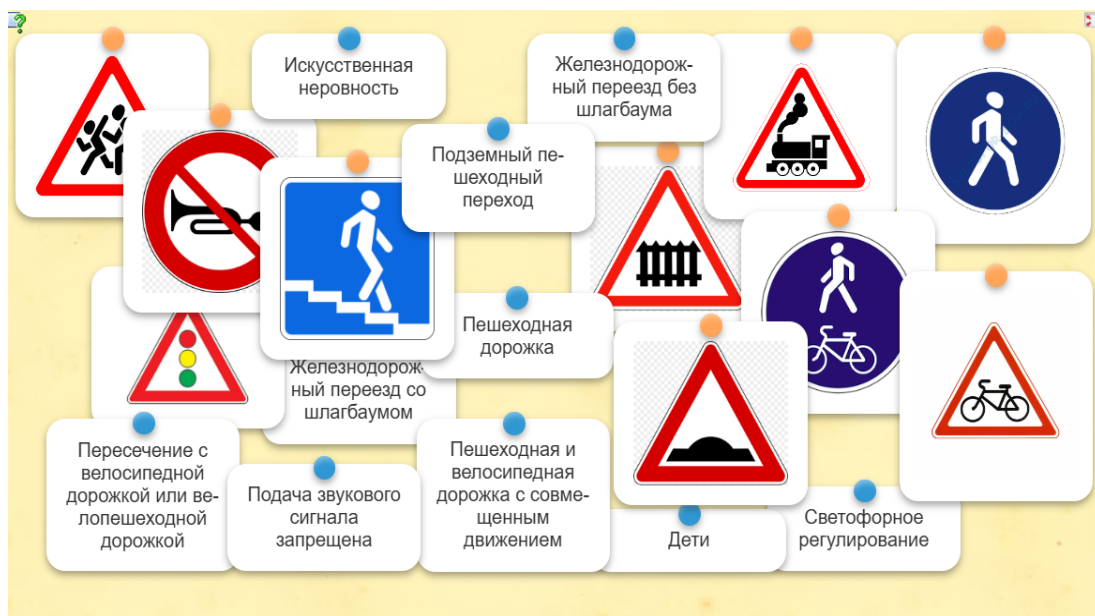 Искусственная
неровность
Железнодорож-
ный переезд без
шлагбаума
Подземный пе-
шеходный
переход
Пешеходная
дорожка
Железнодорож-
ный переезд со
шлагбаумом
Пересечение с
велосипедной
дорожкой или ве-
лопешеходной
дорожкой
Подача звукового
сигнала
запрещена
Пешеходная и
велосипедная
дорожка с совме-
щенным
движением
Дети
Светофорное
регулирование